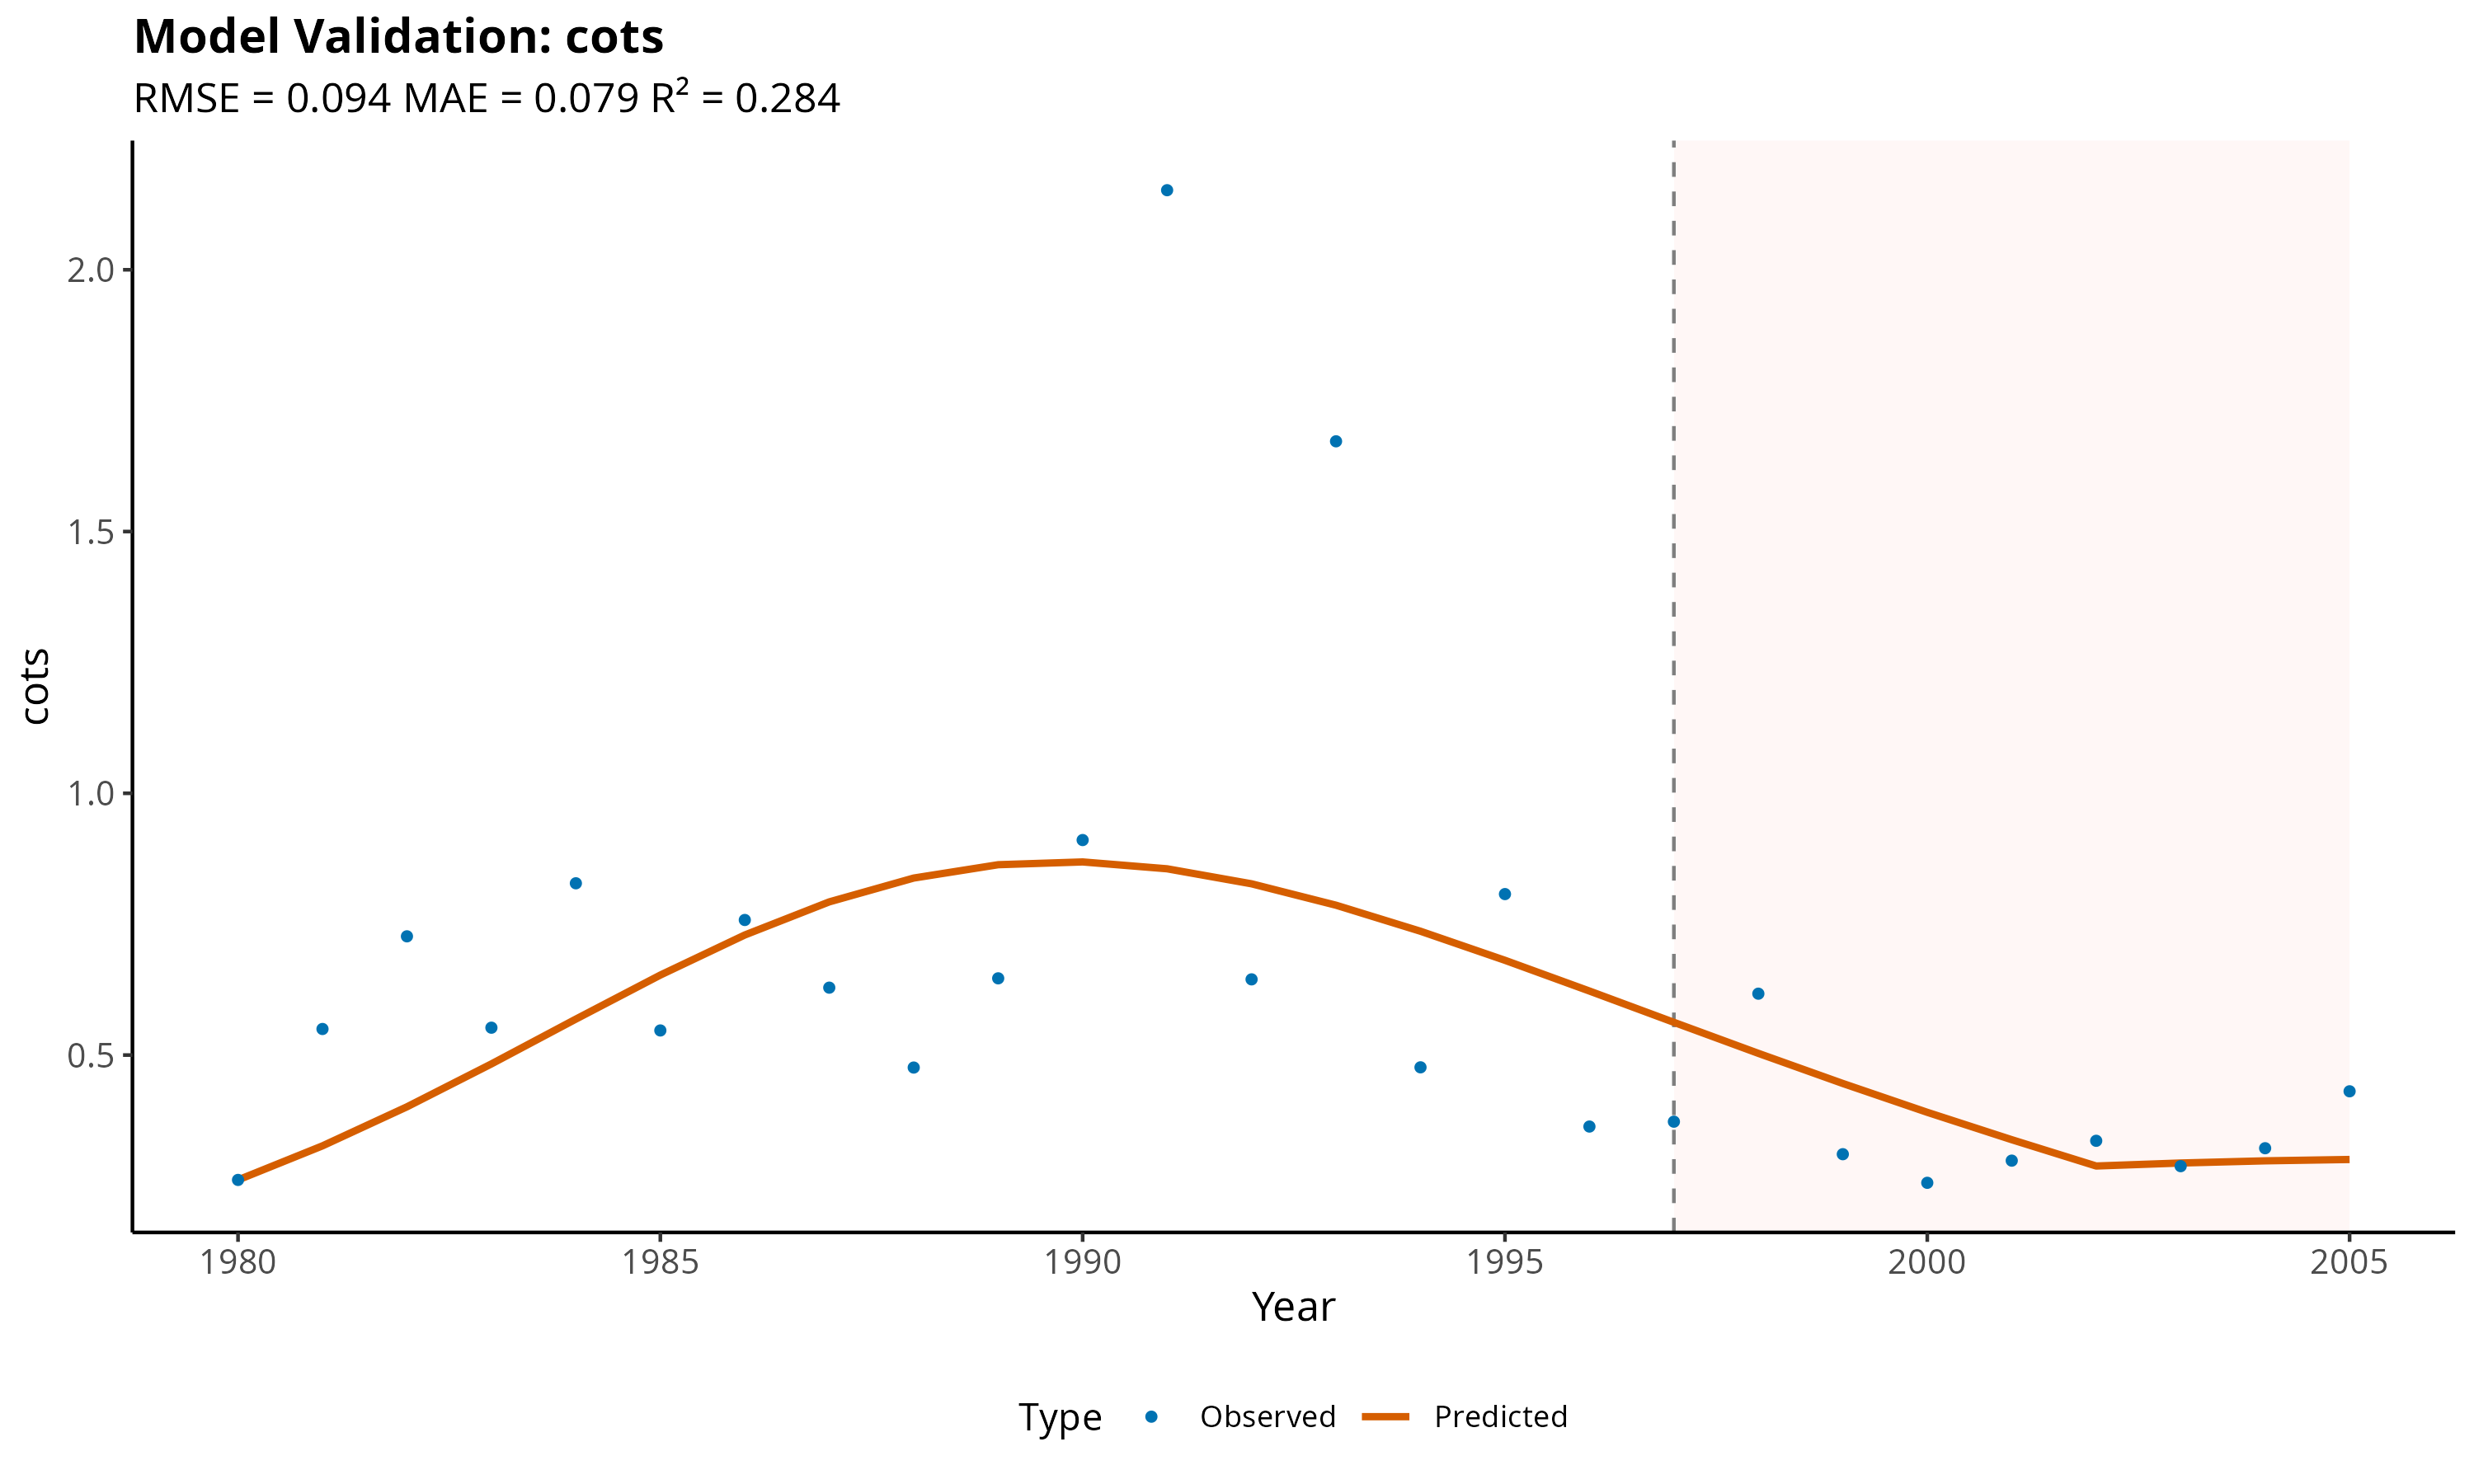 Model Validation: cots
RMSE = 0.094 MAE = 0.079 R² = 0.284
2.0
1.5
1.0
0.5
cots
1980 1985 1990 1995 2000 2005
Year
Type Observed Predicted